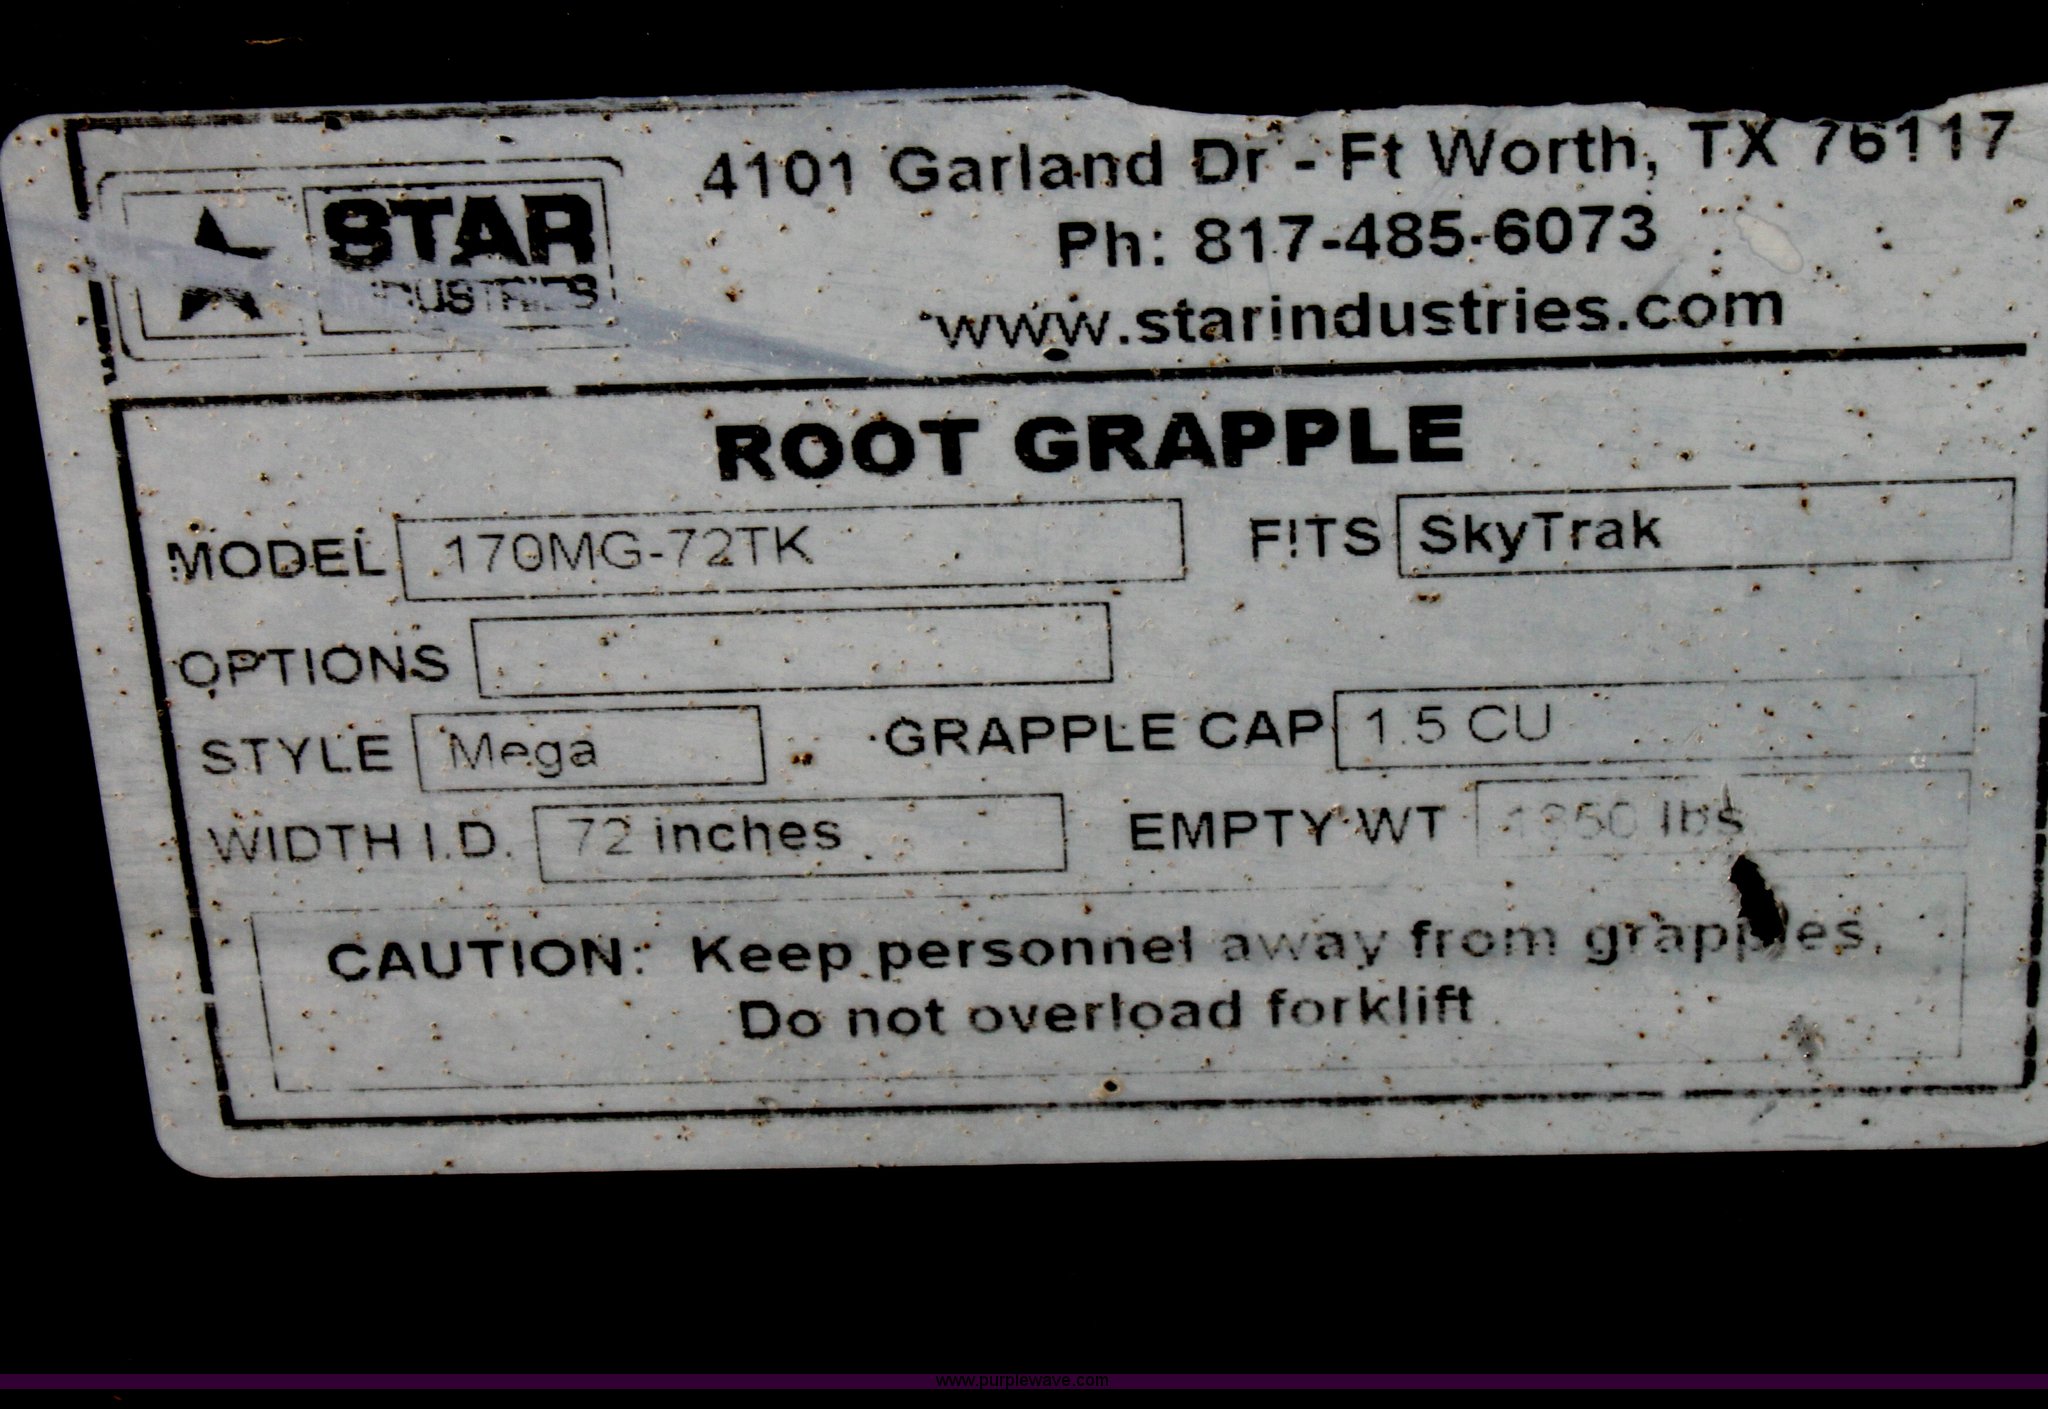 4101 Garland Dr - Ft Worth, TX 76117
STAR
INDUSTRIES
Ph: 817-485-6073
www.starindustries.com
ROOT GRAPPLE
MODEL 170MG-72TK FITS SkyTrak
OPTIONS
STYLE Mega GRAPPLE CAP 1.5 CU
WIDTH I.D. 72 inches EMPTY WT lbs
CAUTION: Keep personnel away from grapples.
Do not overload forklift
www.purplewave.com